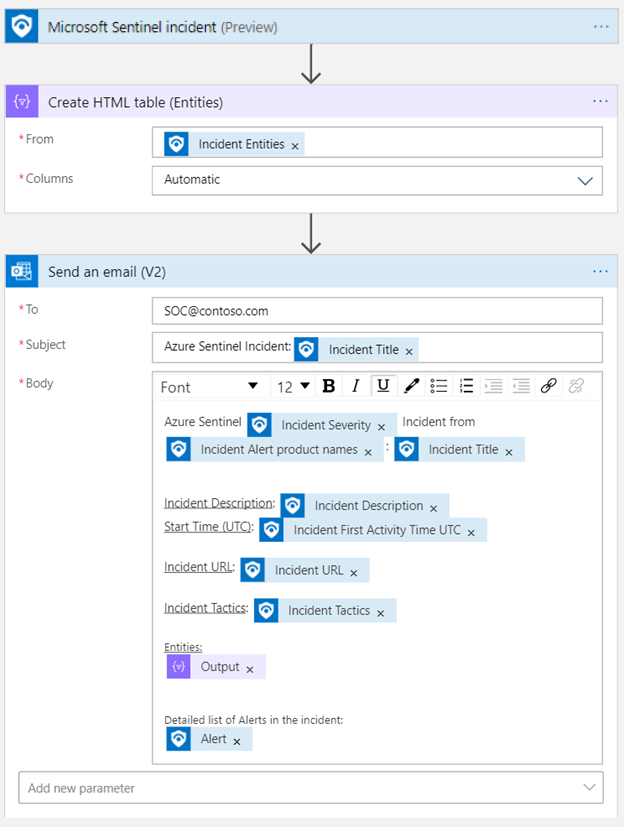 Microsoft Sentinel incident (Preview) ...
{v} Create HTML table (Entities) ...
* From Incident Entities ×
* Columns Automatic
Send an email (V2) ...
* To SOC@contoso.com
* Subject Azure Sentinel Incident: Incident Title ×
* Body Font 12 B I U
Azure Sentinel Incident Severity × Incident from
Incident Alert product names × : Incident Title ×
Incident Description: Incident Description ×
Start Time (UTC): Incident First Activity Time UTC ×
Incident URL: Incident URL ×
Incident Tactics: Incident Tactics ×
Entities:
{v} Output ×
Detailed list of Alerts in the incident:
Alert ×
Add new parameter